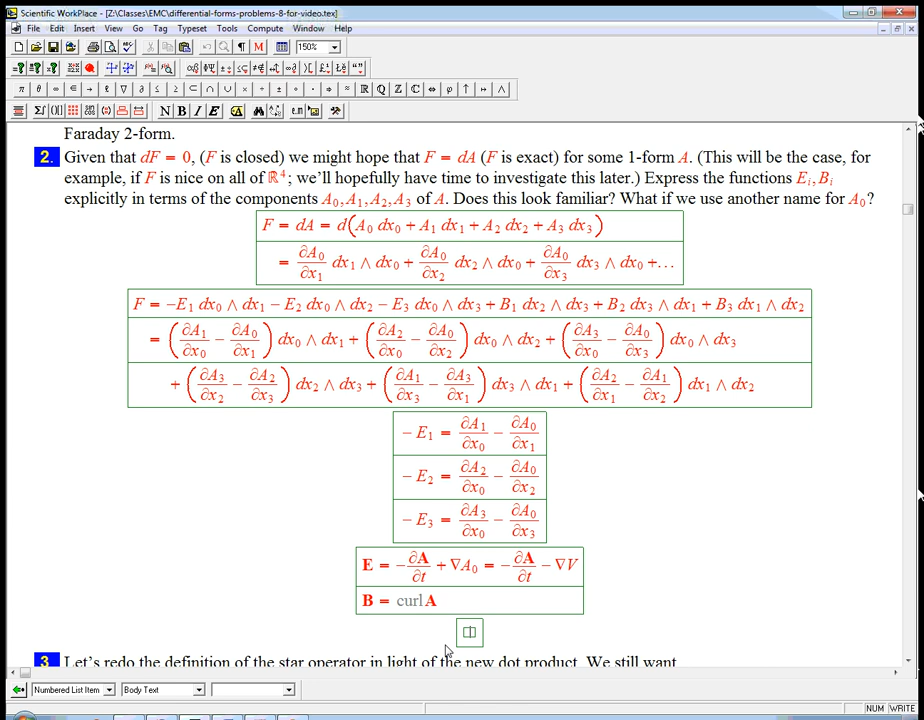 Scientific WorkPlace - [Z:\Classes\EMC\differential-forms-problems-8-for-video.tex]
File Edit Insert View Go Tag Typeset Tools Compute Window Help
150%
Faraday 2-form.
2. Given that dF = 0, (F is closed) we might hope that F = dA (F is exact) for some 1-form A. (This will be the case, for
example, if F is nice on all of ℝ⁴; we'll hopefully have time to investigate this later.) Express the functions E_i, B_i
explicitly in terms of the components A_0, A_1, A_2, A_3 of A. Does this look familiar? What if we use another name for A_0?
F = dA = d(A_0 dx_0 + A_1 dx_1 + A_2 dx_2 + A_3 dx_3)
= ∂A_0/∂x_1 dx_1 ∧ dx_0 + ∂A_0/∂x_2 dx_2 ∧ dx_0 + ∂A_0/∂x_3 dx_3 ∧ dx_0 + …
F = −E_1 dx_0 ∧ dx_1 − E_2 dx_0 ∧ dx_2 − E_3 dx_0 ∧ dx_3 + B_1 dx_2 ∧ dx_3 + B_2 dx_3 ∧ dx_1 + B_3 dx_1 ∧ dx_2
= (∂A_1/∂x_0 − ∂A_0/∂x_1) dx_0 ∧ dx_1 + (∂A_2/∂x_0 − ∂A_0/∂x_2) dx_0 ∧ dx_2 + (∂A_3/∂x_0 − ∂A_0/∂x_3) dx_0 ∧ dx_3
+ (∂A_3/∂x_2 − ∂A_2/∂x_3) dx_2 ∧ dx_3 + (∂A_1/∂x_3 − ∂A_3/∂x_1) dx_3 ∧ dx_1 + (∂A_2/∂x_1 − ∂A_1/∂x_2) dx_1 ∧ dx_2
− E_1 = ∂A_1/∂x_0 − ∂A_0/∂x_1
− E_2 = ∂A_2/∂x_0 − ∂A_0/∂x_2
− E_3 = ∂A_3/∂x_0 − ∂A_0/∂x_3
E = −∂A/∂t + ∇A_0 = −∂A/∂t − ∇V
B = curl A
3. Let's redo the definition of the star operator in light of the new dot product. We still want
Numbered List Item Body Text
NUM WRITE